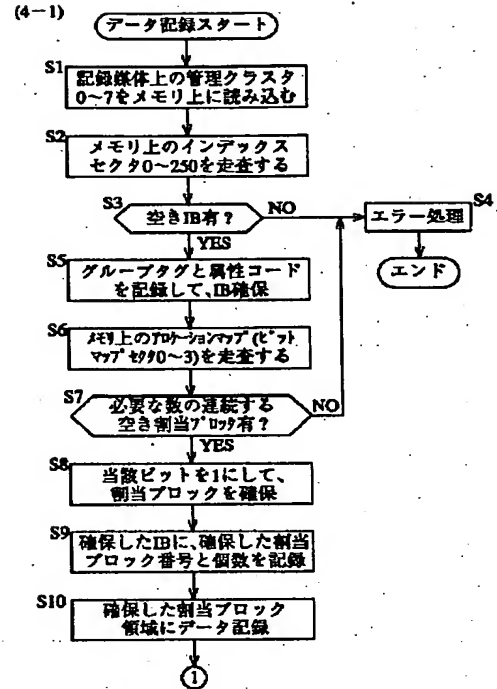 (4-1)
データ記録スタート
S1
記録媒体上の管理クラスタ
0〜7をメモリ上に読み込む
S2
メモリ上のインデックス
セクタ0〜250を走査する
S3
空きIB有?
NO
YES
S4
エラー処理
エンド
S5
グループタグと属性コード
を記録して、IB確保
S6
メモリ上のアロケーションマップ(ビット
マップセクタ0〜3)を走査する
S7
必要な数の連続する
空き割当ブロック有?
NO
YES
S8
当数ビットを1にして、
割当ブロックを確保
S9
確保したIBに、確保した割当
ブロック番号と個数を記録
S10
確保した割当ブロック
領域にデータ記録
1